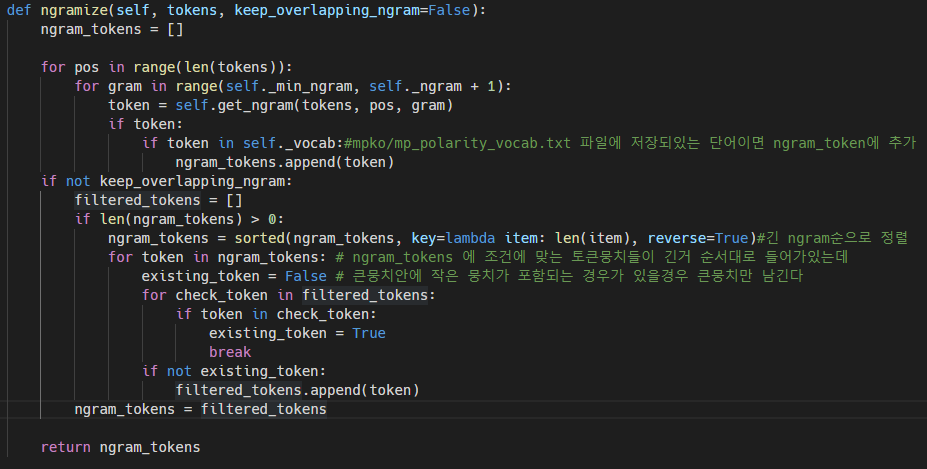 def ngramize(self, tokens, keep_overlapping_ngram=False):
    ngram_tokens = []

    for pos in range(len(tokens)):
        for gram in range(self._min_ngram, self._ngram + 1):
            token = self.get_ngram(tokens, pos, gram)
            if token:
                if token in self._vocab:#mpko/mp_polarity_vocab.txt 파일에 저장되있는 단어이면 ngram_token에 추가
                    ngram_tokens.append(token)
    if not keep_overlapping_ngram:
        filtered_tokens = []
        if len(ngram_tokens) > 0:
            ngram_tokens = sorted(ngram_tokens, key=lambda item: len(item), reverse=True)#긴 ngram순으로 정렬
            for token in ngram_tokens: # ngram_tokens 에 조건에 맞는 토큰뭉치들이 긴거 순서대로 들어가있는데
                existing_token = False # 큰뭉치안에 작은 뭉치가 포함되는 경우가 있을경우 큰뭉치만 남긴다
                for check_token in filtered_tokens:
                    if token in check_token:
                        existing_token = True
                        break
                if not existing_token:
                    filtered_tokens.append(token)
        ngram_tokens = filtered_tokens

    return ngram_tokens